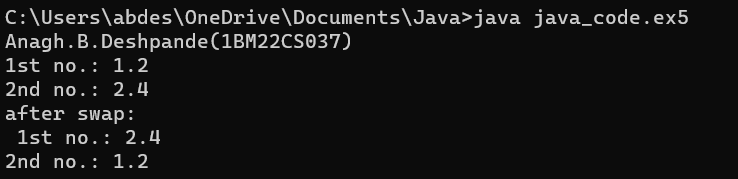 C:\Users\abdes\OneDrive\Documents\Java>java java_code.ex5
Anagh.B.Deshpande(1BM22CS037)
1st no.: 1.2
2nd no.: 2.4
after swap:
 1st no.: 2.4
2nd no.: 1.2